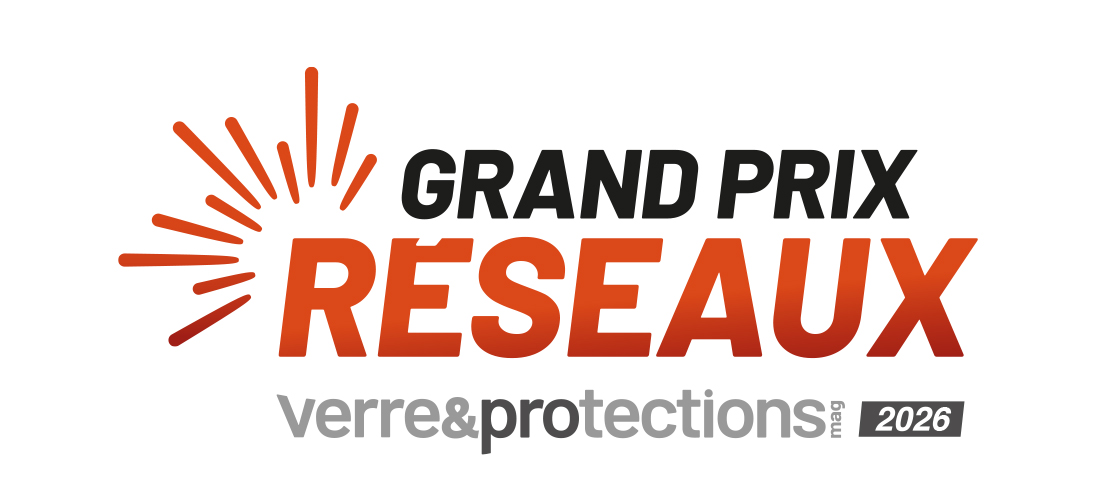 GRAND PRIX
RÉSEAUX
verre&protections mag 2026